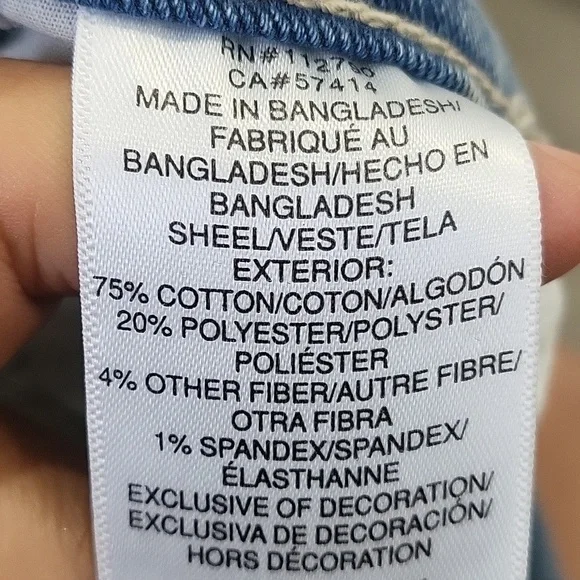 CA#57414
MADE IN BANGLADESH/
FABRIQUÉ AU
BANGLADESH/HECHO EN
BANGLADESH
SHEEL/VESTE/TELA
EXTERIOR:
75% COTTON/COTON/ALGODÓN
20% POLYESTER/POLYSTER/
POLIÉSTER
4% OTHER FIBER/AUTRE FIBRE/
OTRA FIBRA
1% SPANDEX/SPANDEX/
ÉLASTHANNE
EXCLUSIVE OF DECORATION/
EXCLUSIVA DE DECORACIÓN/
HORS DÉCORATION